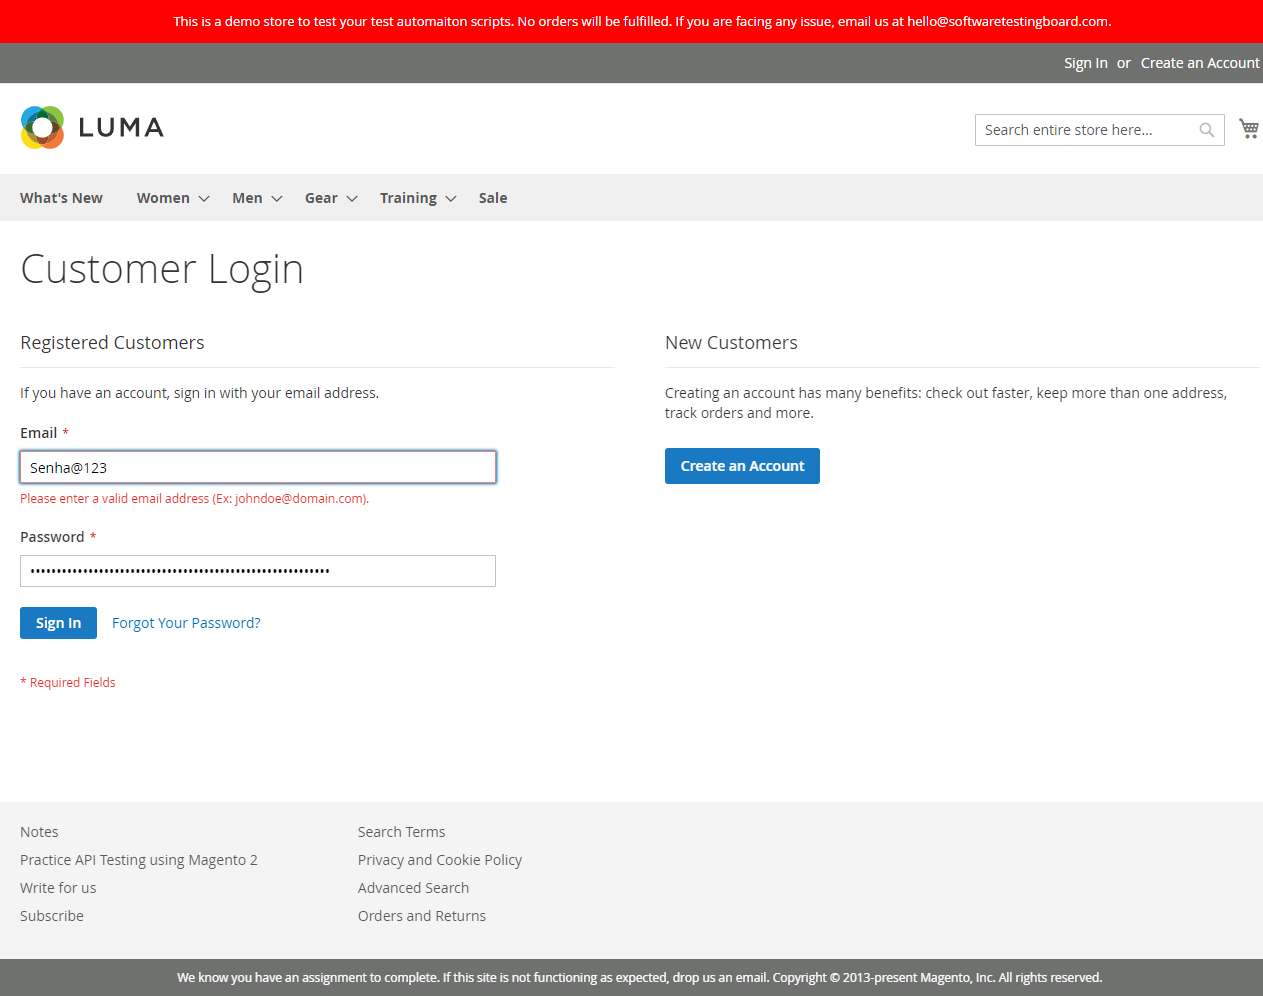 This is a demo store to test your test automaiton scripts. No orders will be fulfilled. If you are facing any issue, email us at hello@softwaretestingboard.com.
Sign In or Create an Account
LUMA
Search entire store here...
What's New Women Men Gear Training Sale
Customer Login
Registered Customers
If you have an account, sign in with your email address.
Email *
Senha@123
Please enter a valid email address (Ex: johndoe@domain.com).
Password *
Sign In Forgot Your Password?
* Required Fields
New Customers
Creating an account has many benefits: check out faster, keep more than one address,
track orders and more.
Create an Account
Notes
Practice API Testing using Magento 2
Write for us
Subscribe
Search Terms
Privacy and Cookie Policy
Advanced Search
Orders and Returns
We know you have an assignment to complete. If this site is not functioning as expected, drop us an email. Copyright © 2013-present Magento, Inc. All rights reserved.